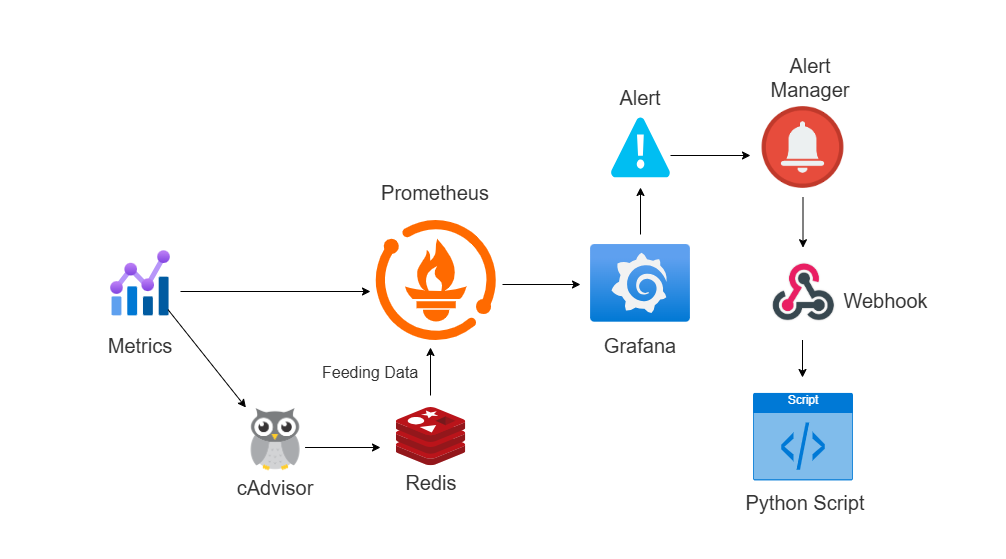 Alert
Manager
Alert
Prometheus
Metrics
Feeding Data
Grafana
Webhook
cAdvisor
Redis
Script
Python Script